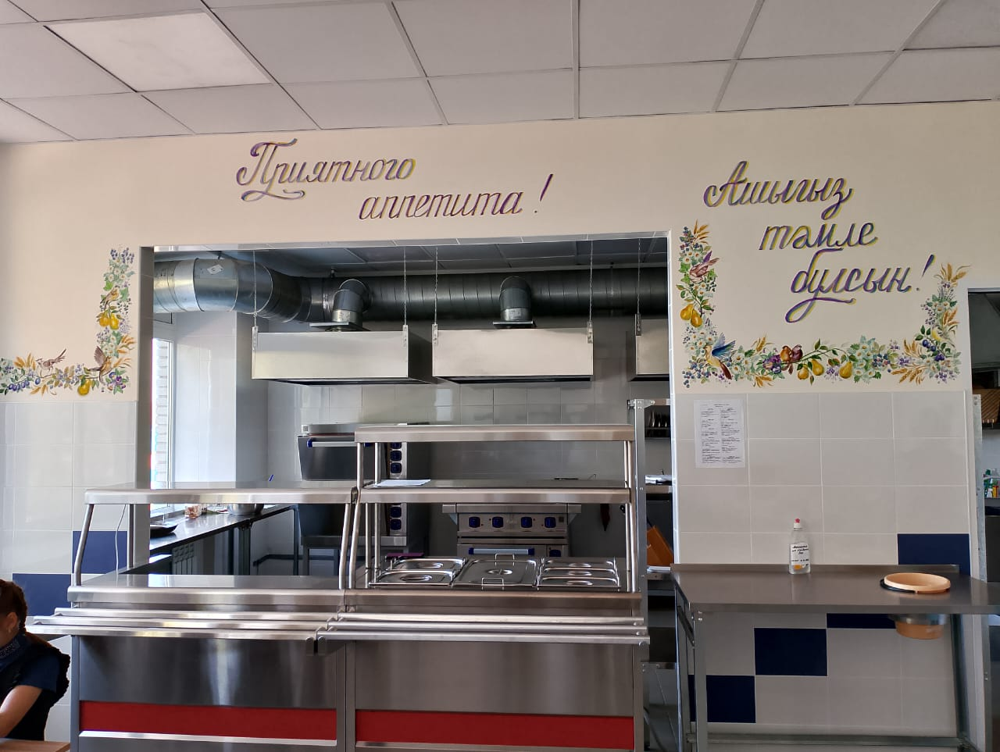 Приятного
аппетита!
Ашыгыз
тәмле
булсын!